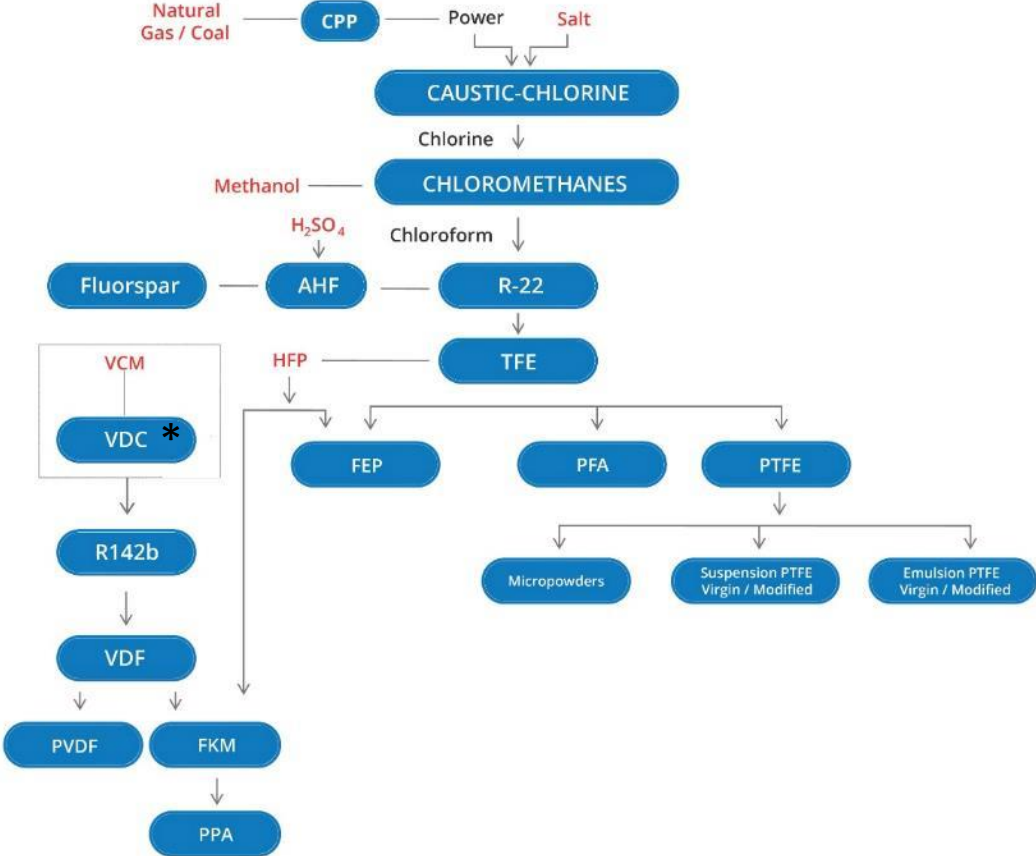 Natural
Gas / Coal
CPP
Power
Salt
CAUSTIC-CHLORINE
Chlorine
Methanol
CHLOROMETHANES
H₂SO₄
Chloroform
Fluorspar
AHF
R-22
VCM
HFP
TFE
VDC *
FEP
PFA
PTFE
R142b
Micropowders
Suspension PTFE
Virgin / Modified
Emulsion PTFE
Virgin / Modified
VDF
PVDF
FKM
PPA